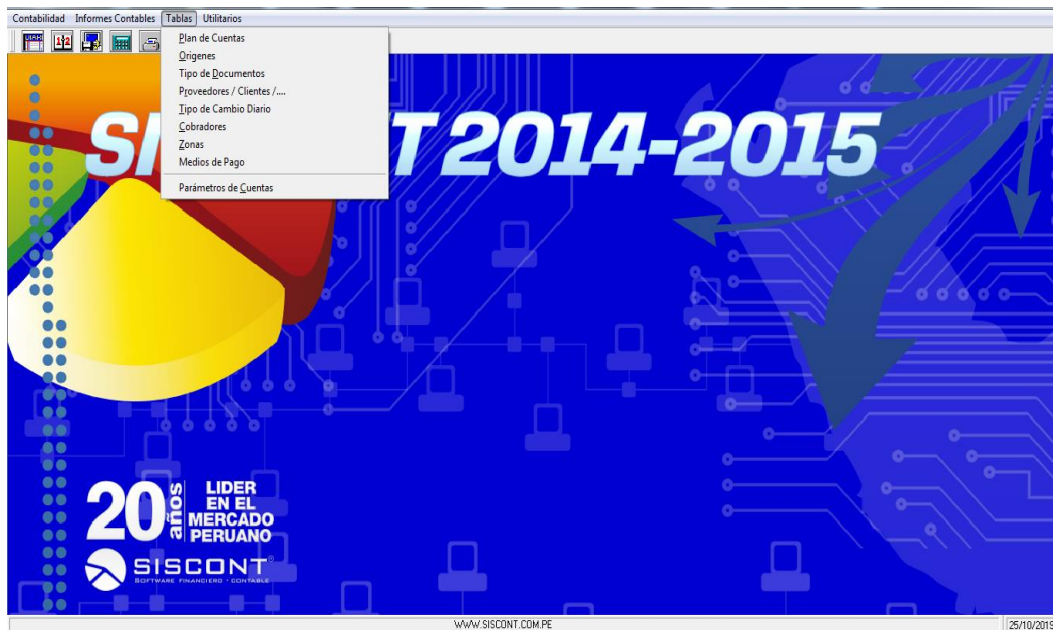 Contabilidad Informes Contables Tablas Utilitarios
Plan de Cuentas
Origenes
Tipo de Documentos
Proveedores / Clientes /....
Tipo de Cambio Diario
Cobradores
Zonas
Medios de Pago
Parámetros de Cuentas
T 2014-2015
20 años
LIDER
EN EL
MERCADO
PERUANO
SISCONT
SOFTWARE FINANCIERO - CONTABLE
WWW.SISCONT.COM.PE 25/10/2019